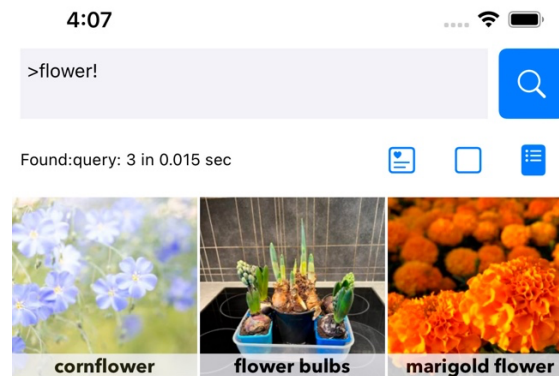 4:07
>flower!
Found:query: 3 in 0.015 sec
cornflower
flower bulbs
marigold flower